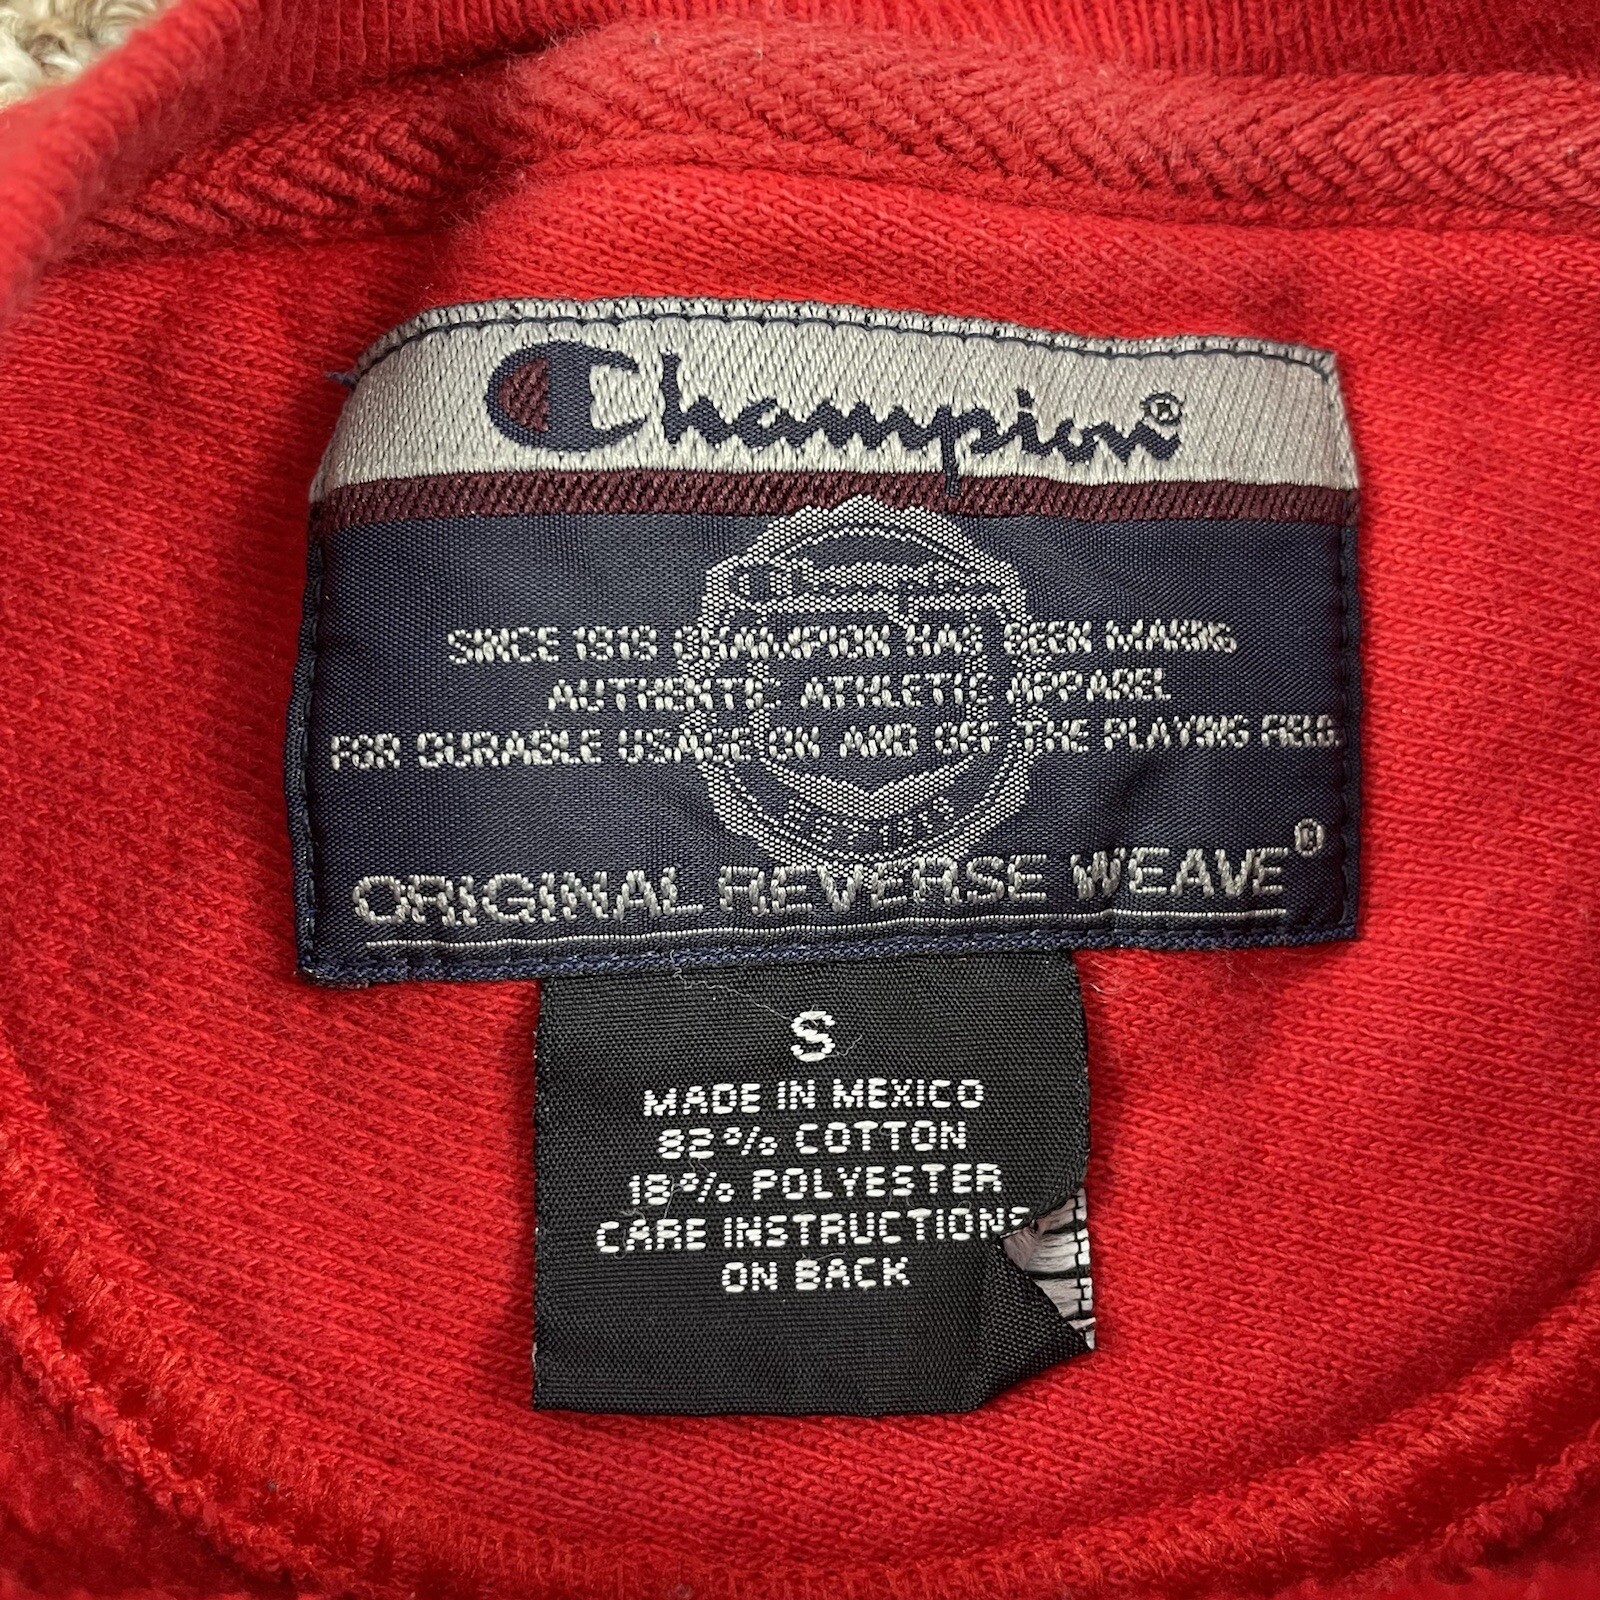 Champion®
SINCE 1919 CHAMPION HAS BEEN MAKING
AUTHENTIC ATHLETIC APPAREL
FOR DURABLE USAGE ON AND OFF THE PLAYING FIELD.
ORIGINAL REVERSE WEAVE®
S
MADE IN MEXICO
82% COTTON
18% POLYESTER
CARE INSTRUCTIONS
ON BACK